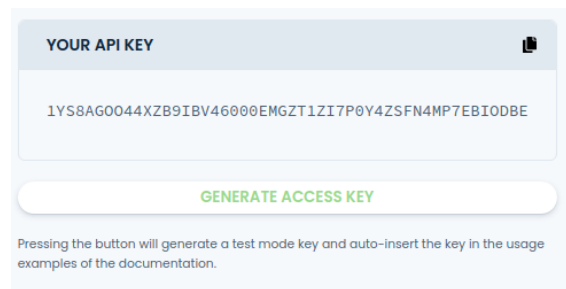 YOUR API KEY
1YS8AGOO44XZB9IBV46000EMGZT1ZI7P0Y4ZSFN4MP7EBIODBE
GENERATE ACCESS KEY
Pressing the button will generate a test mode key and auto-insert the key in the usage
examples of the documentation.